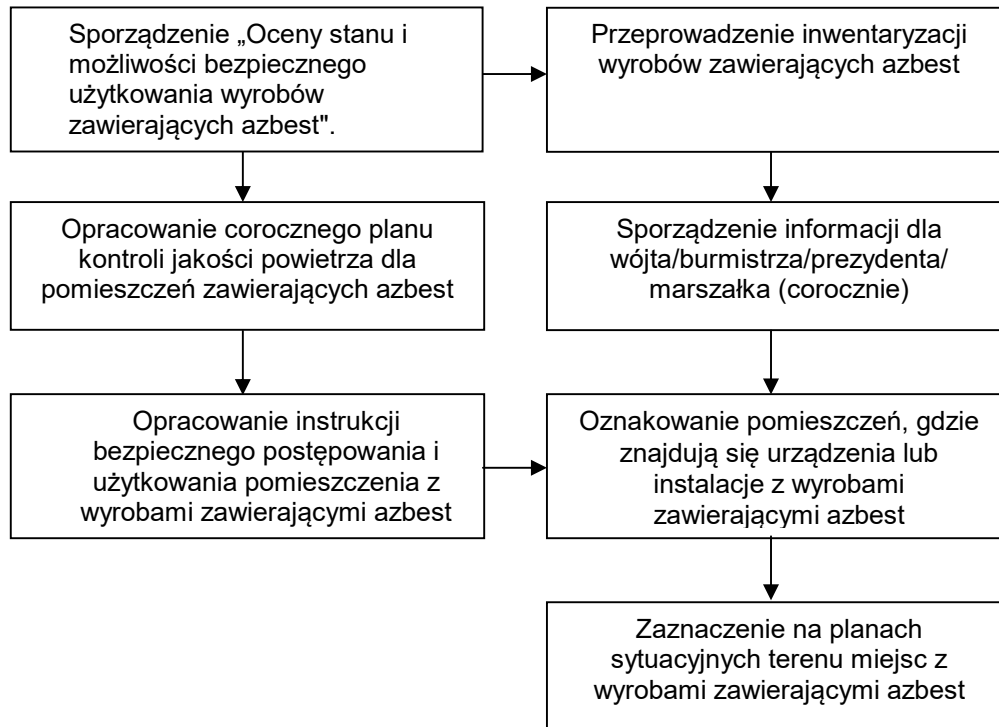 Sporządzenie „Oceny stanu i
możliwości bezpiecznego
użytkowania wyrobów
zawierających azbest".
Przeprowadzenie inwentaryzacji
wyrobów zawierających azbest
Opracowanie corocznego planu
kontroli jakości powietrza dla
pomieszczeń zawierających azbest
Sporządzenie informacji dla
wójta/burmistrza/prezydenta/
marszałka (corocznie)
Opracowanie instrukcji
bezpiecznego postępowania i
użytkowania pomieszczenia z
wyrobami zawierającymi azbest
Oznakowanie pomieszczeń, gdzie
znajdują się urządzenia lub
instalacje z wyrobami
zawierającymi azbest
Zaznaczenie na planach
sytuacyjnych terenu miejsc z
wyrobami zawierającymi azbest